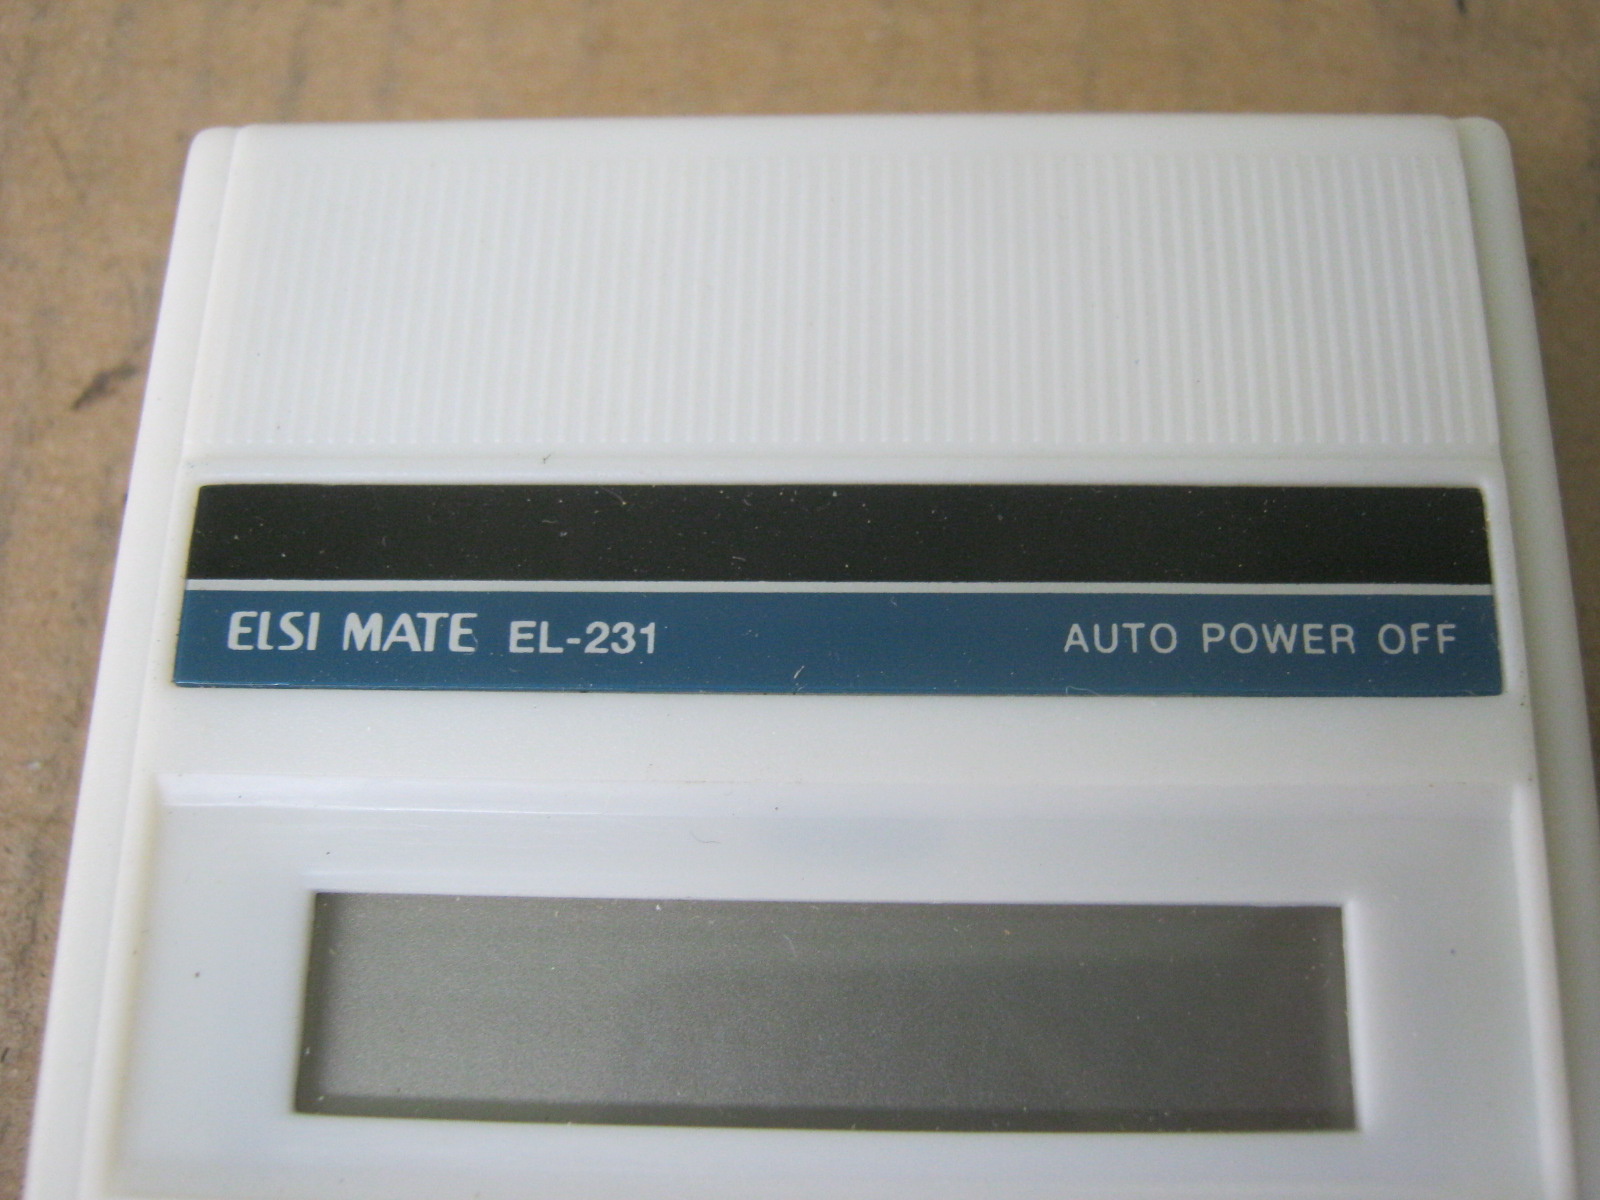 ELSI MATE EL-231 AUTO POWER OFF